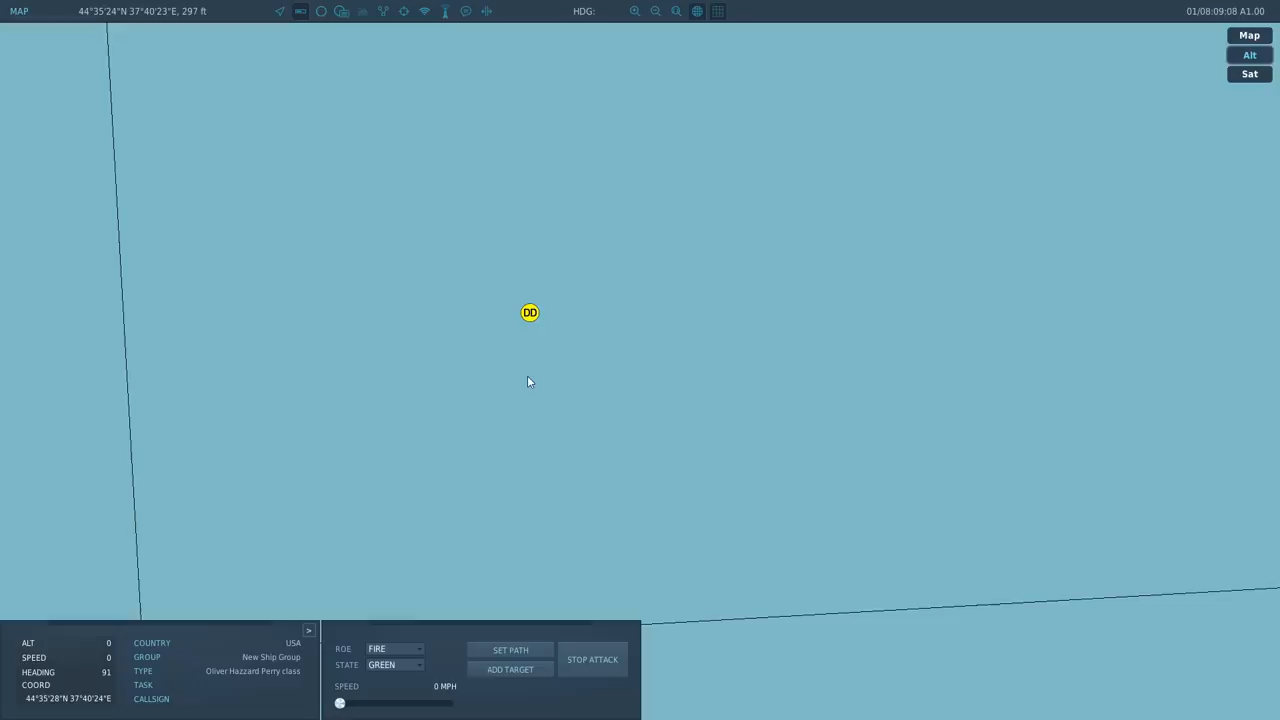 MAP 44°35'24"N 37°40'23"E, 297 ft HDG: 01/08:09:08 A1.00
Map
Alt
Sat
DD
>
ALT 0 COUNTRY USA
SPEED 0 GROUP New Ship Group
HEADING 91 TYPE Oliver Hazzard Perry class
COORD TASK
44°35'28"N 37°40'24"E CALLSIGN
ROE FIRE SET PATH
STATE GREEN ADD TARGET
STOP ATTACK
SPEED 0 MPH